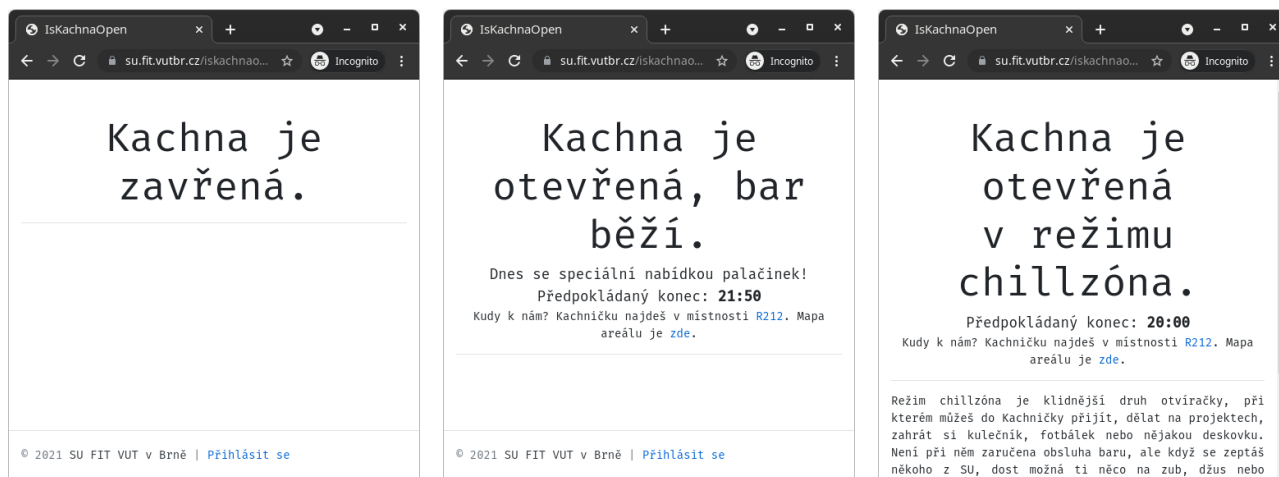 IsKachnaOpen
su.fit.vutbr.cz/iskachnao...
Incognito
Kachna je
zavřená.
© 2021 SU FIT VUT v Brně | Přihlásit se
IsKachnaOpen
su.fit.vutbr.cz/iskachnao...
Incognito
Kachna je
otevřená, bar
běží.
Dnes se speciální nabídkou palačinek!
Předpokládaný konec: 21:50
Kudy k nám? Kachničku najdeš v místnosti R212. Mapa
areálu je zde.
© 2021 SU FIT VUT v Brně | Přihlásit se
IsKachnaOpen
su.fit.vutbr.cz/iskachnao...
Incognito
Kachna je
otevřená
v režimu
chillzóna.
Předpokládaný konec: 20:00
Kudy k nám? Kachničku najdeš v místnosti R212. Mapa
areálu je zde.
Režim chillzóna je klidnější druh otvíračky, při
kterém můžeš do Kachničky přijít, dělat na projektech,
zahrát si kulečník, fotbálek nebo nějakou deskovku.
Není při něm zaručena obsluha baru, ale když se zeptáš
někoho z SU, dost možná ti něco na zub, džus nebo